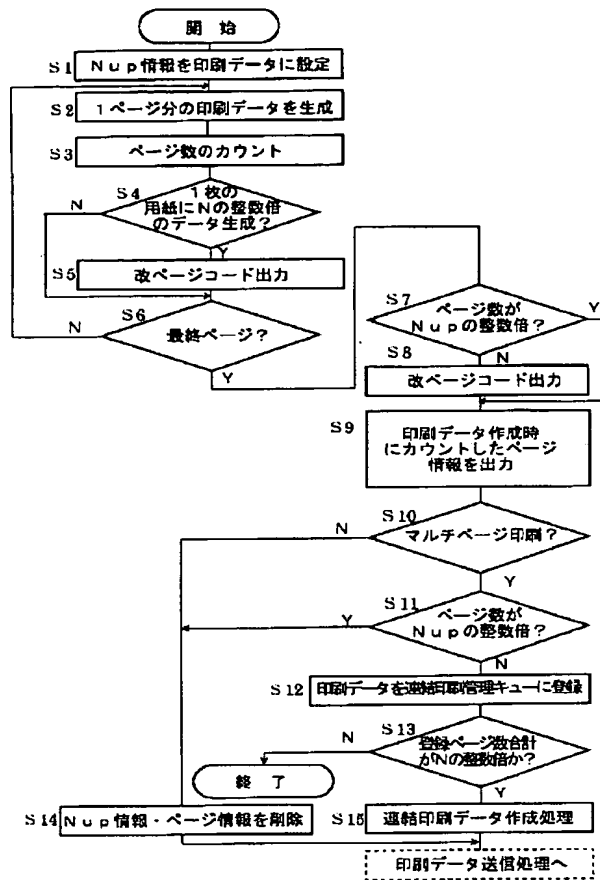 開 始
S1 Nup情報を印刷データに設定
S2 1ページ分の印刷データを生成
S3 ページ数のカウント
S4 1枚の
用紙にNの整数倍
のデータ生成?
N
Y
S5 改ページコード出力
S6
最終ページ?
N
Y
S7
ページ数が
Nupの整数倍?
Y
N
S8
改ページコード出力
S9 印刷データ作成時
にカウントしたページ
情報を出力
S10
マルチページ印刷?
N
Y
S11
ページ数が
Nupの整数倍?
Y
N
S12 印刷データを連結印刷管理キューに登録
S13
登録ページ数合計
がNの整数倍か?
N
Y
終 了
S14 Nup情報・ページ情報を削除
S15 連結印刷データ作成処理
印刷データ送信処理へ